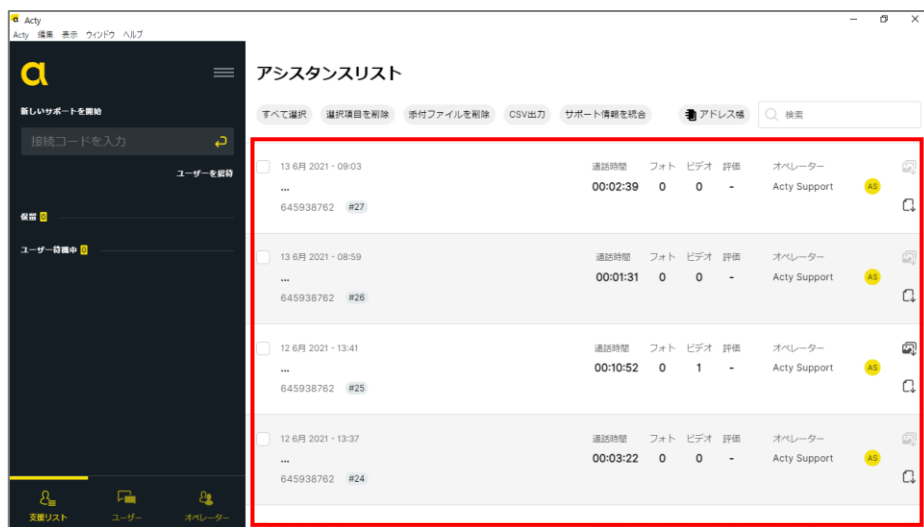 Acty
Acty 編集 表示 ウィンドウ ヘルプ
a
新しいサポートを開始
接続コードを入力
ユーザーを招待
保留 0
ユーザー待機中 0
支援リスト ユーザー オペレーター
アシスタンスリスト
すべて選択 選択項目を削除 添付ファイルを削除 CSV出力 サポート情報を統合 アドレス帳 検索
13 6月 2021 - 09:03 通話時間 フォト ビデオ 評価 オペレーター
... 00:02:39 0 0 - Acty Support AS
645938762 #27
13 6月 2021 - 08:59 通話時間 フォト ビデオ 評価 オペレーター
... 00:01:31 0 0 - Acty Support AS
645938762 #26
12 6月 2021 - 13:41 通話時間 フォト ビデオ 評価 オペレーター
... 00:10:52 0 1 - Acty Support AS
645938762 #25
12 6月 2021 - 13:37 通話時間 フォト ビデオ 評価 オペレーター
... 00:03:22 0 0 - Acty Support AS
645938762 #24